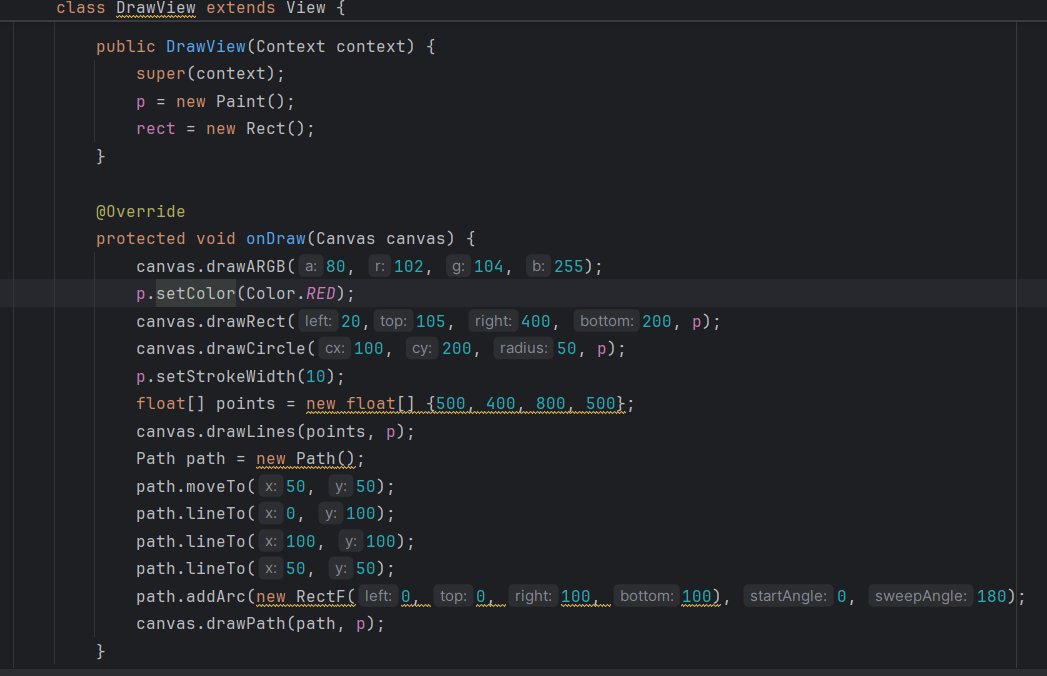 class DrawView extends View {
public DrawView(Context context) {
super(context);
p = new Paint();
rect = new Rect();
}
@Override
protected void onDraw(Canvas canvas) {
canvas.drawARGB( a: 80, r: 102, g: 104, b: 255);
p.setColor(Color.RED);
canvas.drawRect( left: 20, top: 105, right: 400, bottom: 200, p);
canvas.drawCircle( cx: 100, cy: 200, radius: 50, p);
p.setStrokeWidth(10);
float[] points = new float[] {500, 400, 800, 500};
canvas.drawLines(points, p);
Path path = new Path();
path.moveTo( x: 50, y: 50);
path.lineTo( x: 0, y: 100);
path.lineTo( x: 100, y: 100);
path.lineTo( x: 50, y: 50);
path.addArc(new RectF( left: 0, top: 0, right: 100, bottom: 100), startAngle: 0, sweepAngle: 180);
canvas.drawPath(path, p);
}